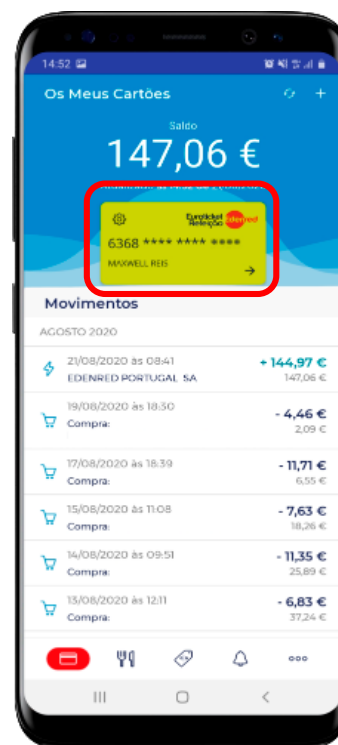 14:52
Os Meus Cartões
Saldo
147,06 €
Euroticket
Refeição Edenred
6368 **** **** ****
MAXWELL REIS
Movimentos
AGOSTO 2020
21/08/2020 às 08:41 + 144,97 €
EDENRED PORTUGAL SA 147,06 €
19/08/2020 às 18:30 - 4,46 €
Compra: 2,09 €
17/08/2020 às 18:39 - 11,71 €
Compra: 6,55 €
15/08/2020 às 11:08 - 7,63 €
Compra: 18,26 €
14/08/2020 às 09:51 - 11,35 €
Compra: 25,89 €
13/08/2020 às 12:11 - 6,83 €
Compra: 37,24 €